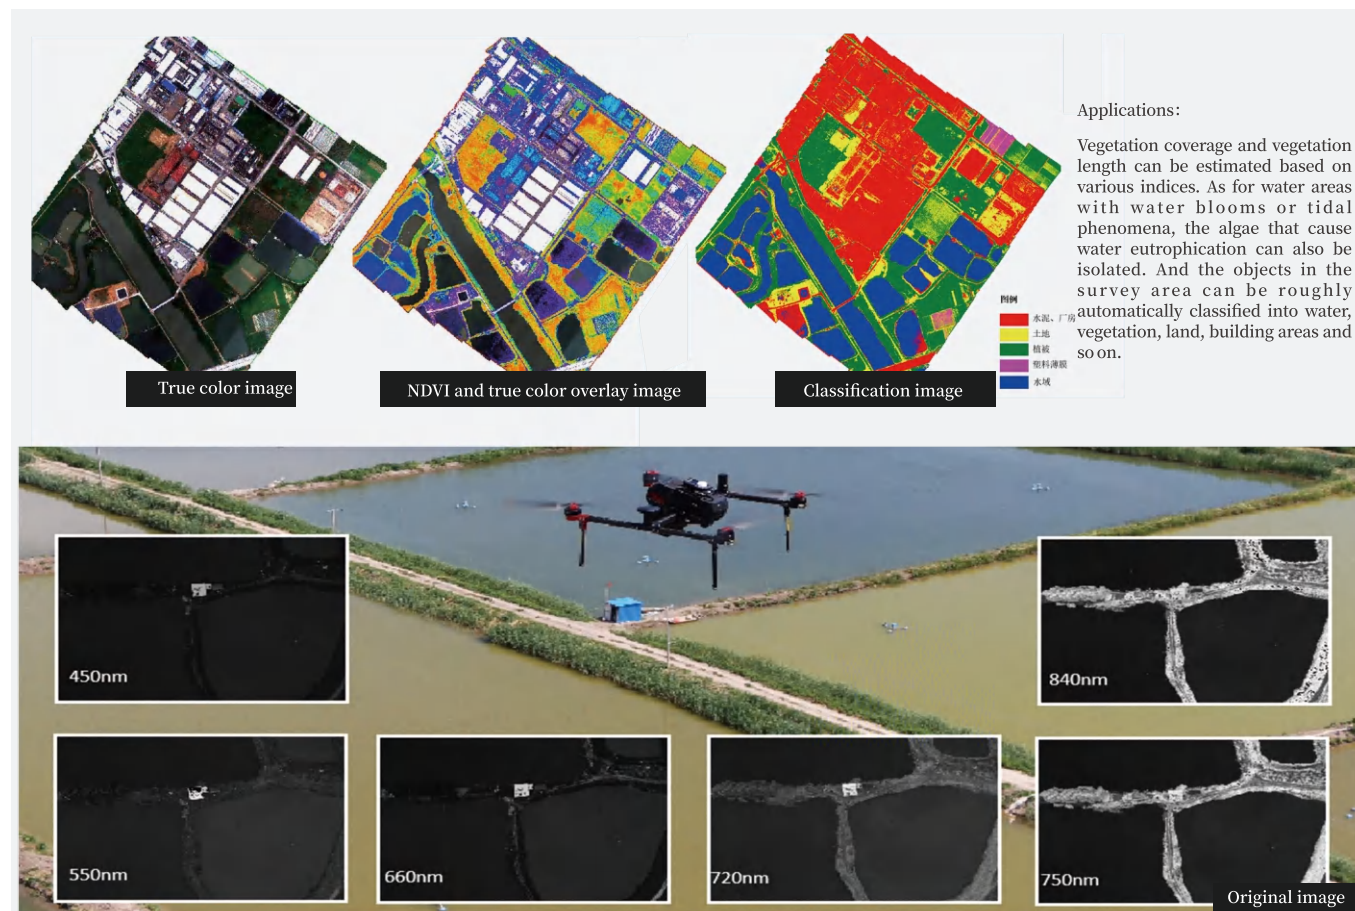 Applications：
Vegetation coverage and vegetation
length can be estimated based on
various indices. As for water areas
with water blooms or tidal
phenomena, the algae that cause
water eutrophication can also be
isolated. And the objects in the
survey area can be roughly
automatically classified into water,
vegetation, land, building areas and
so on.
图例
水泥、厂房
土地
植被
塑料薄膜
水域
True color image
NDVI and true color overlay image
Classification image
450nm
840nm
550nm
660nm
720nm
750nm
Original image